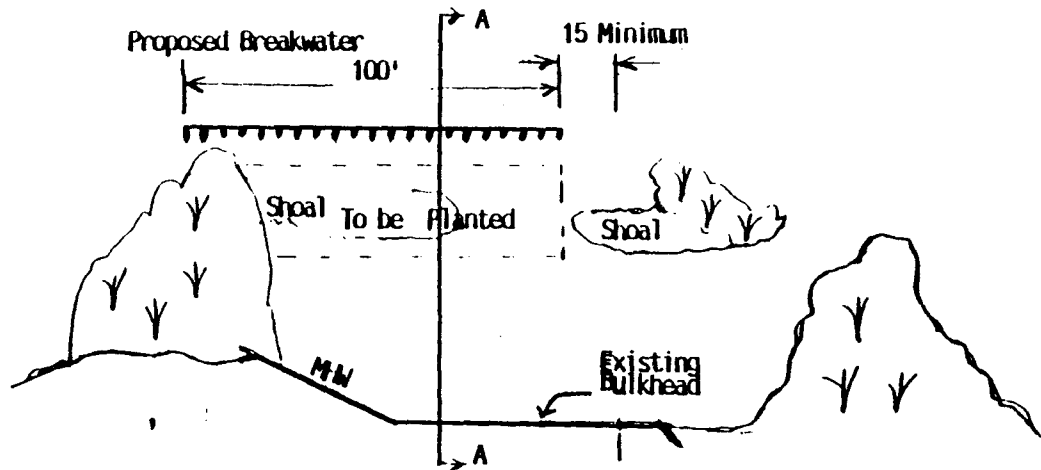 A
15 Minimum
Proposed Breakwater
100'
Shoal
To be Planted
Shoal
MHW
Existing
Bulkhead
A